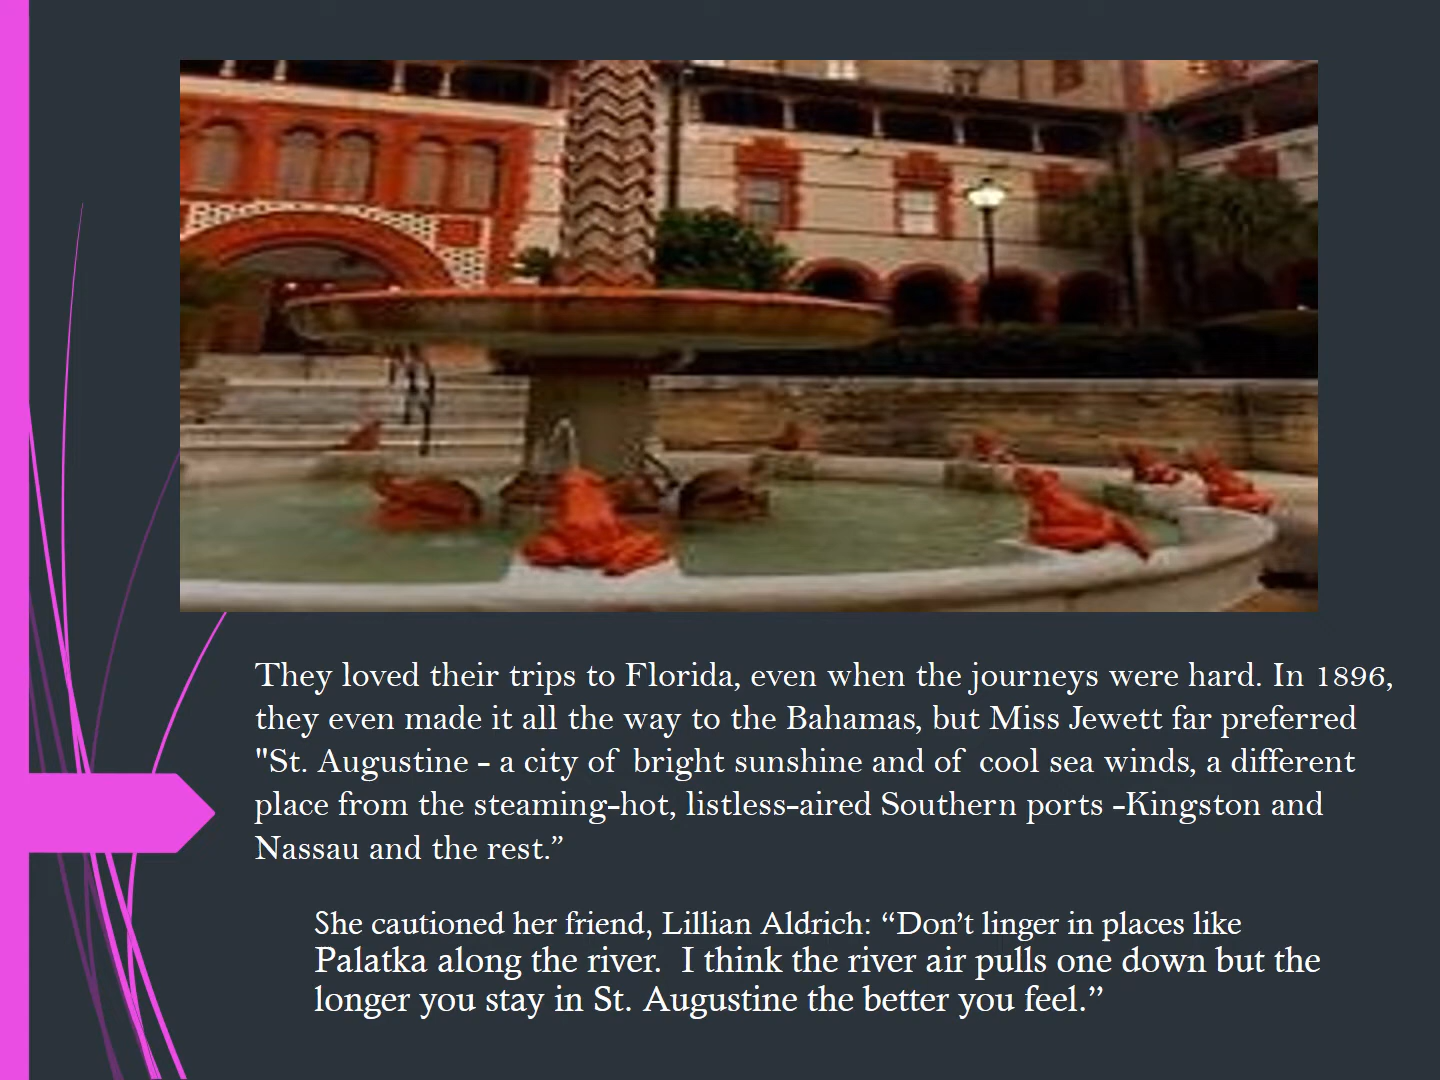 They loved their trips to Florida, even when the journeys were hard. In 1896,
they even made it all the way to the Bahamas, but Miss Jewett far preferred
"St. Augustine - a city of  bright sunshine and of  cool sea winds, a different
place from the steaming-hot, listless-aired Southern ports -Kingston and
Nassau and the rest.”
She cautioned her friend, Lillian Aldrich: “Don’t linger in places like
Palatka along the river.  I think the river air pulls one down but the
longer you stay in St. Augustine the better you feel.”